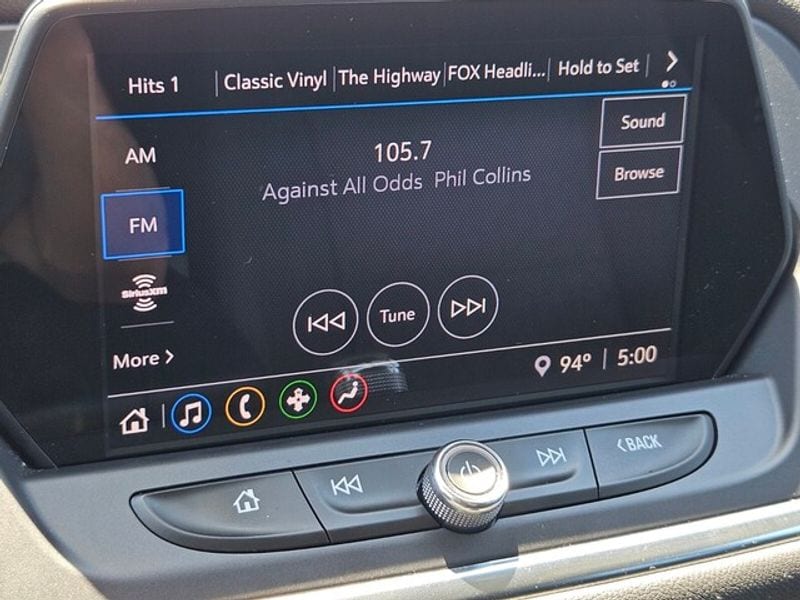 Hits 1 Classic Vinyl The Highway FOX Headli... Hold to Set
Sound
AM
105.7
Against All Odds Phil Collins
Browse
FM
SiriusXM
Tune
More
94° 5:00
BACK